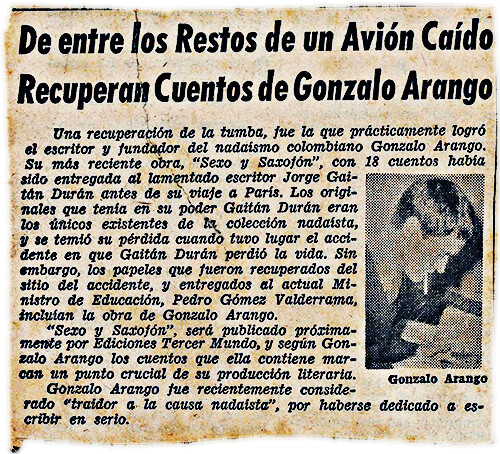 De entre los Restos de un Avión Caído
Recuperan Cuentos de Gonzalo Arango
Una recuperación de la tumba, fue la que prácticamente logró
el escritor y fundador del nadaísmo colombiano Gonzalo Arango.
Su más reciente obra, "Sexo y Saxofón", con 18 cuentos había
sido entregada al lamentado escritor Jorge Gai-
tán Durán antes de su viaje a París. Los ori-
ginales que tenía en su poder Gaitán Durán eran
los únicos existentes de la colección nadaísta,
y se temió su pérdida cuando tuvo lugar el acci-
dente en que Gaitán Durán perdió la vida. Sin
embargo, los papeles que fueron recuperados del
sitio del accidente, y entregados al actual Mi-
nistro de Educación, Pedro Gómez Valderrama,
incluían la obra de Gonzalo Arango.
"Sexo y Saxofón", será publicado próxima-
mente por Ediciones Tercer Mundo, y según Gon-
zalo Arango los cuentos que ella contiene mar-
can un punto crucial de su producción literaria.
Gonzalo Arango fue recientemente conside-
rado "traidor a la causa nadaísta", por haberse dedicado a es-
cribir en serio.
Gonzalo Arango